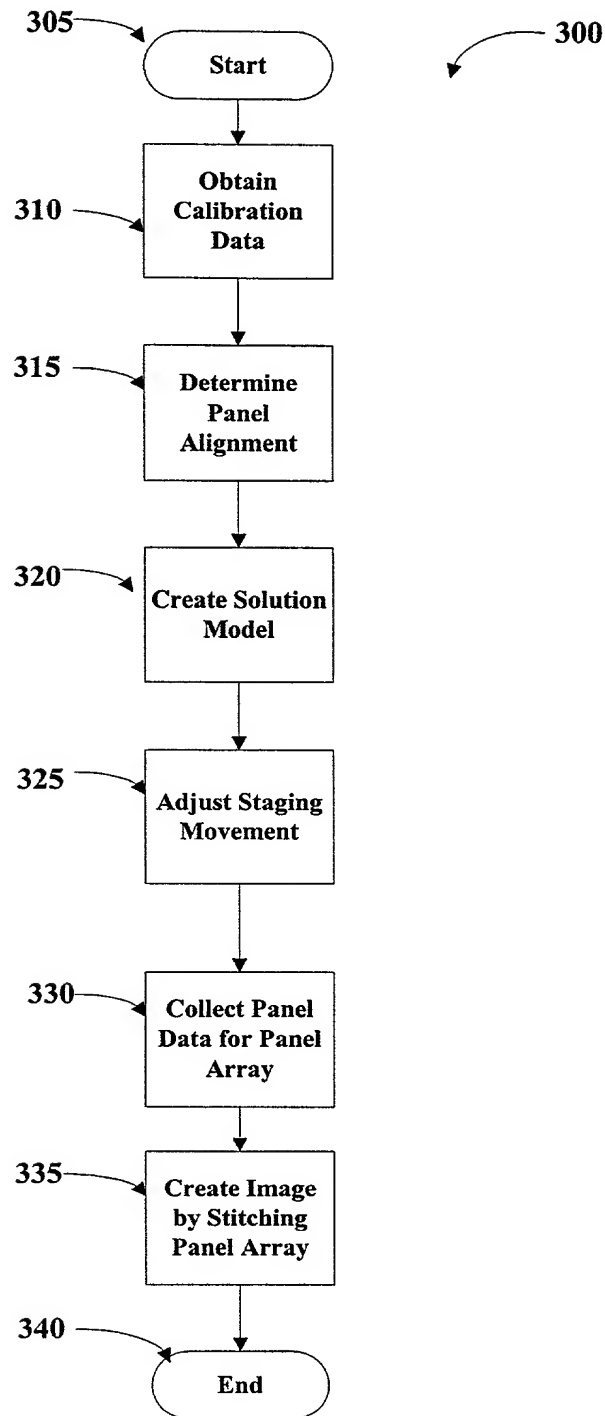 305
Start
300
310
Obtain
Calibration
Data
315
Determine
Panel
Alignment
320
Create Solution
Model
325
Adjust Staging
Movement
330
Collect Panel
Data for Panel
Array
335
Create Image
by Stitching
Panel Array
340
End